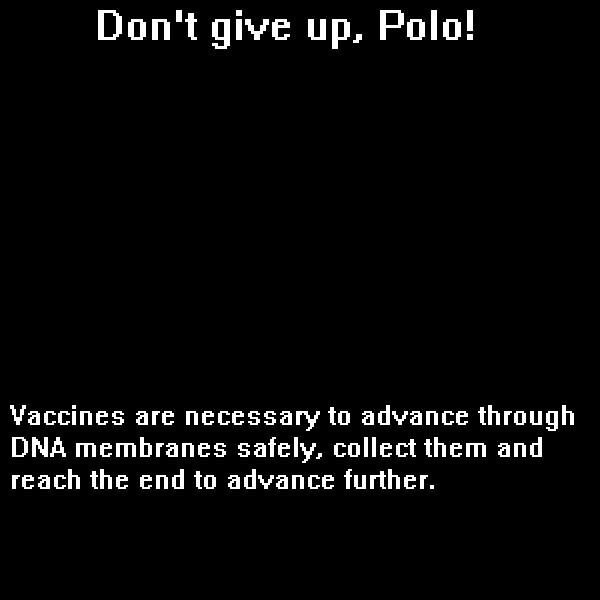 Don't give up, Polo!
Vaccines are necessary to advance through
DNA membranes safely, collect them and
reach the end to advance further.